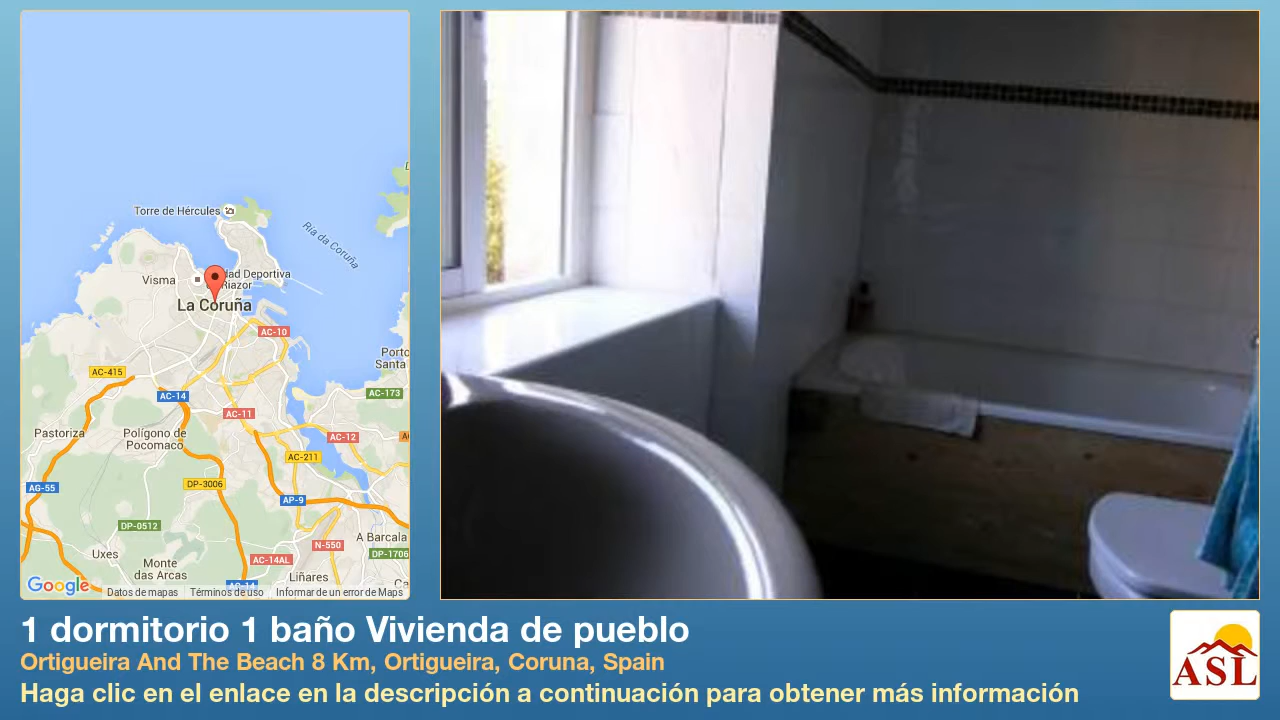 Torre de Hércules
Ría da Coruña
Visma
dad Deportiva
Riazor
La Coruña
AC-10
Porto
Santa
AC-415
AC-14
AC-173
AC-11
Pastoriza
Polígono de
Pocomaco
AC-12
AC-211
DP-3006
AG-55
AP-9
DP-0512
A Barcala
N-550
DP-1706
Uxes
AC-14AL
Monte
das Arcas
Liñares
AC-14
Google
Datos de mapas
Términos de uso
Informar de un error de Maps
1 dormitorio 1 baño Vivienda de pueblo
Ortigueira And The Beach 8 Km, Ortigueira, Coruna, Spain
Haga clic en el enlace en la descripción a continuación para obtener más información
ASL